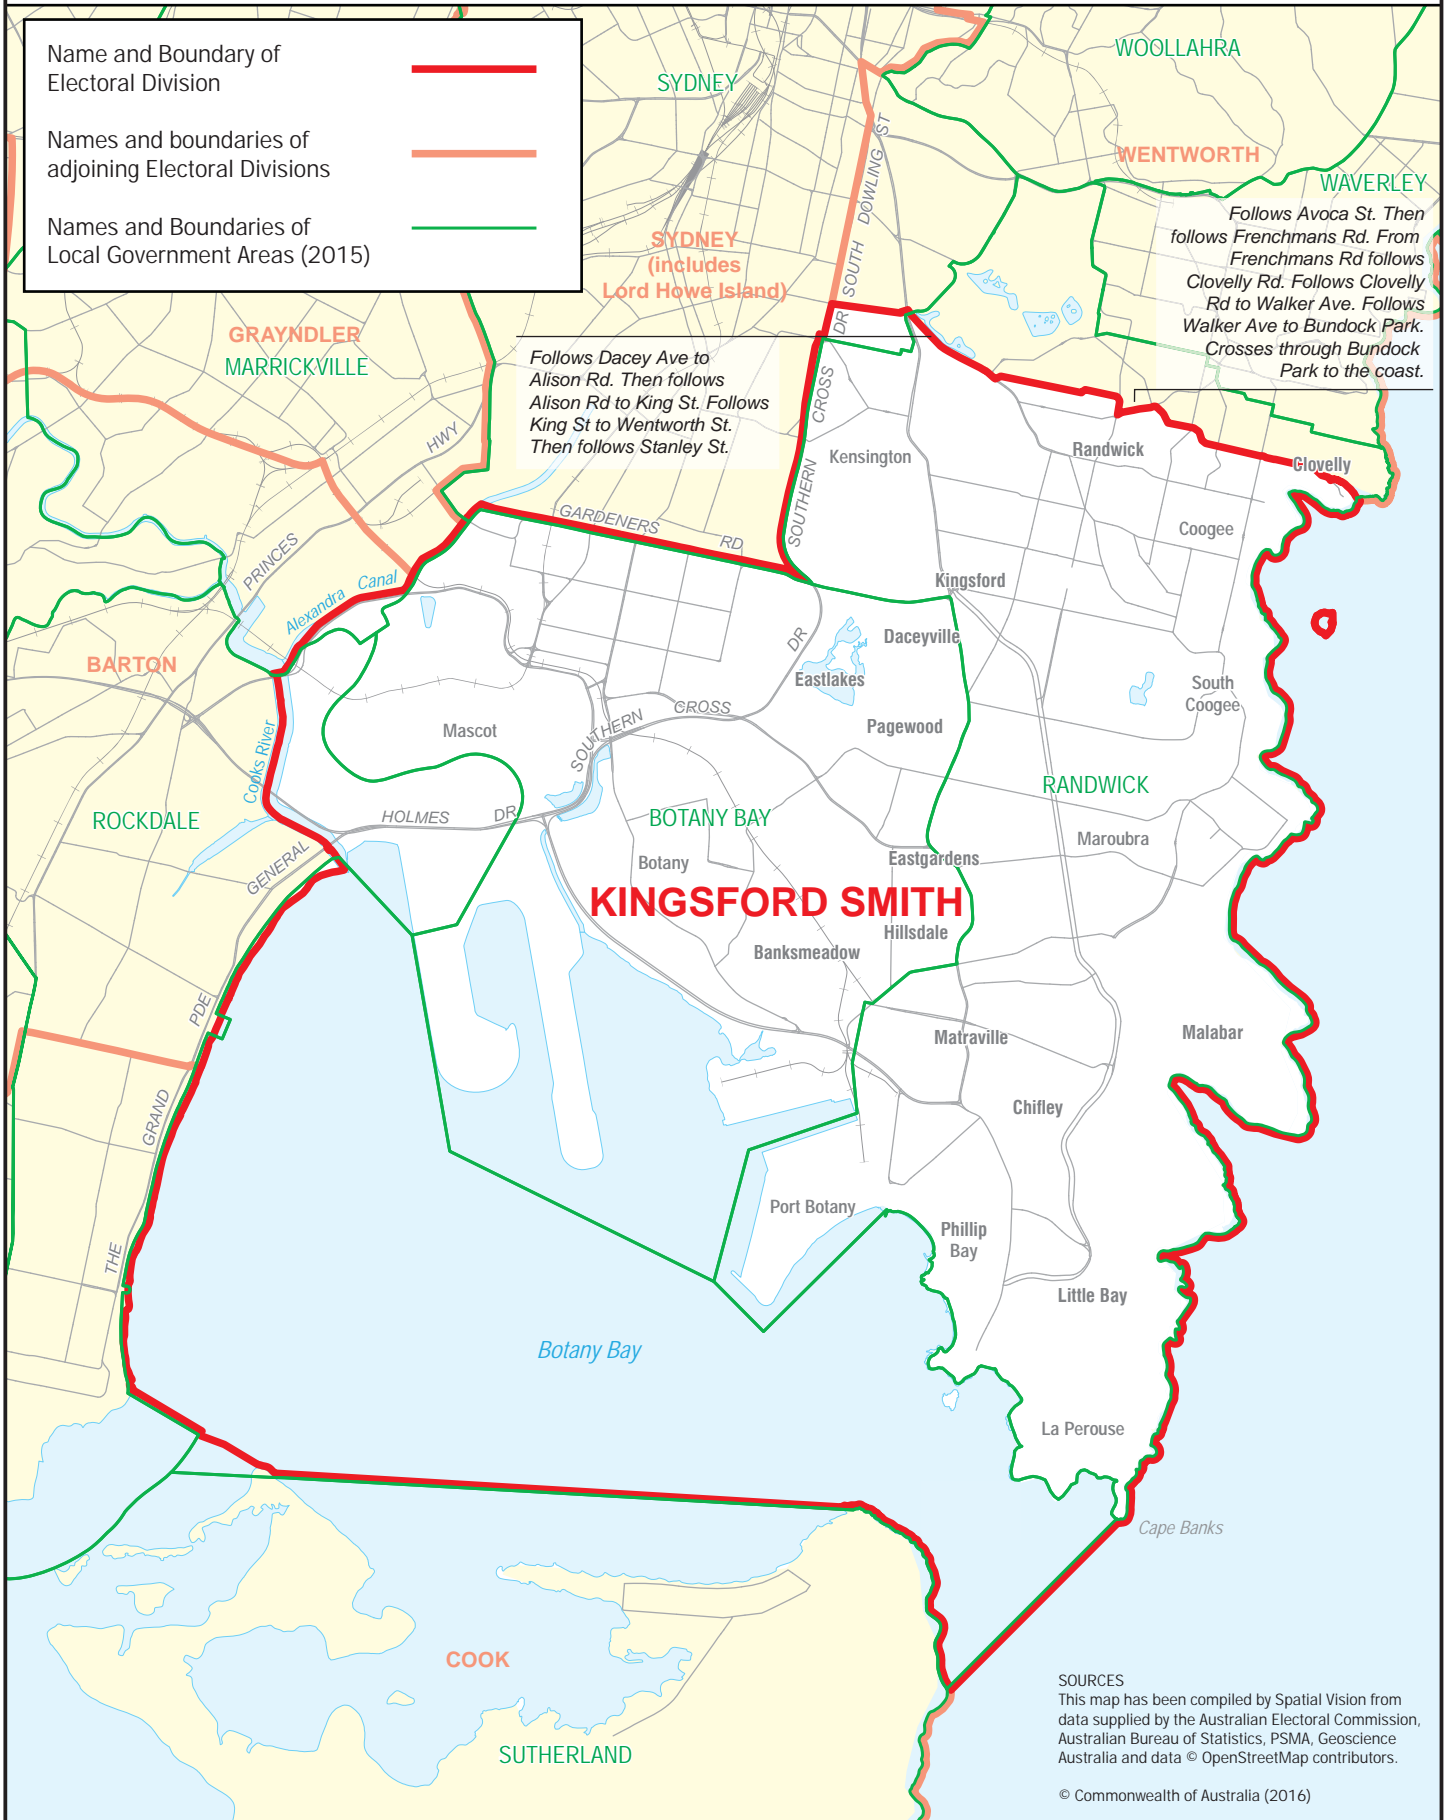 Name and Boundary of
Electoral Division
Names and boundaries of
adjoining Electoral Divisions
Names and Boundaries of
Local Government Areas (2015)
SYDNEY
WOOLLAHRA
WENTWORTH
WAVERLEY
SYDNEY
(includes
Lord Howe Island)
SOUTH DOWLING ST
Follows Avoca St. Then
follows Frenchmans Rd. From
Frenchmans Rd follows
Clovelly Rd. Follows Clovelly
Rd to Walker Ave. Follows
Walker Ave to Bundock Park.
Crosses through Bundock
Park to the coast.
GRAYNDLER
MARRICKVILLE
Follows Dacey Ave to
Alison Rd. Then follows
Alison Rd to King St. Follows
King St to Wentworth St.
Then follows Stanley St.
SOUTHERN CROSS DR
HWY
PRINCES
Kensington
Randwick
Clovelly
Coogee
GARDENERS RD
Alexandra Canal
Kingsford
Daceyville
BARTON
Eastlakes
South
Coogee
Mascot
SOUTHERN CROSS DR
Pagewood
Cooks River
RANDWICK
ROCKDALE
HOLMES DR
BOTANY BAY
Maroubra
GENERAL
Botany
Eastgardens
KINGSFORD SMITH
Hillsdale
Banksmeadow
THE GRAND PDE
Matraville
Malabar
Chifley
Port Botany
Phillip
Bay
Little Bay
Botany Bay
La Perouse
Cape Banks
COOK
SUTHERLAND
SOURCES
This map has been compiled by Spatial Vision from
data supplied by the Australian Electoral Commission,
Australian Bureau of Statistics, PSMA, Geoscience
Australia and data © OpenStreetMap contributors.
© Commonwealth of Australia (2016)